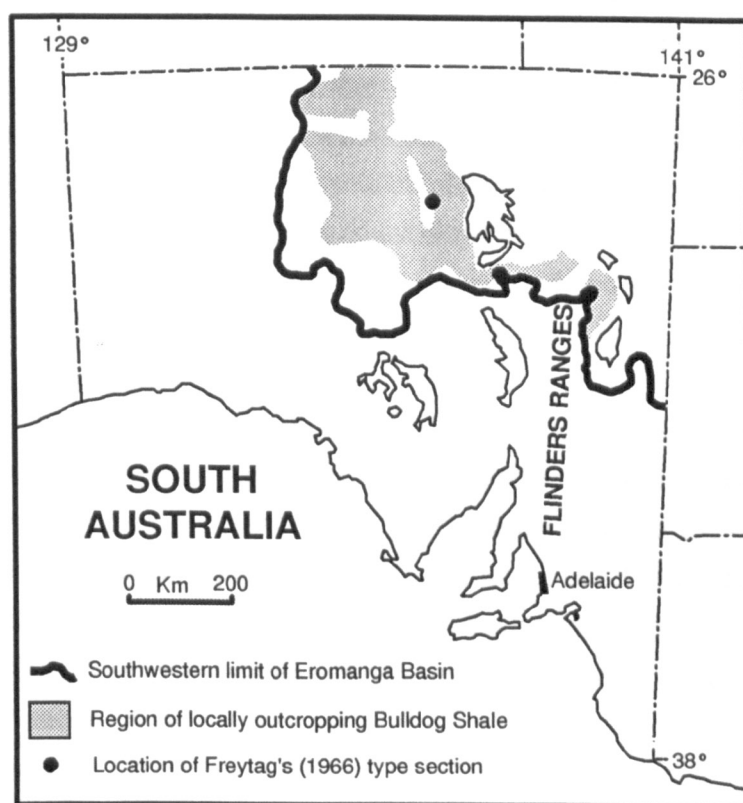 129°
141°
26°
FLINDERS RANGES
SOUTH
AUSTRALIA
0 Km 200
Adelaide
Southwestern limit of Eromanga Basin
Region of locally outcropping Bulldog Shale
Location of Freytag's (1966) type section
38°